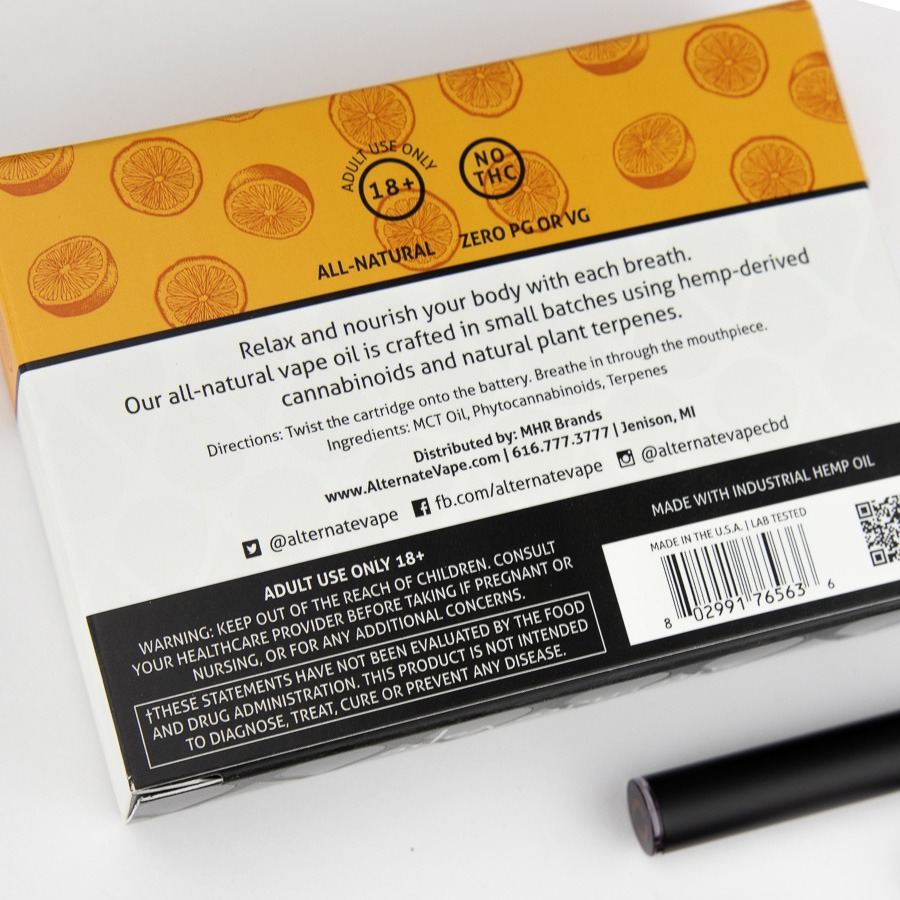 ADULT USE ONLY
18+
NO
THC
ALL-NATURAL
ZERO PG OR VG
Relax and nourish your body with each breath.
Our all-natural vape oil is crafted in small batches using hemp-derived
cannabinoids and natural plant terpenes.
Directions: Twist the cartridge onto the battery. Breathe in through the mouthpiece.
Ingredients: MCT Oil, Phytocannabinoids, Terpenes
Distributed by: MHR Brands
www.AlternateVape.com | 616.777.3777 | Jenison, MI
@alternatevape fb.com/alternatevape @alternatevapecbd
ADULT USE ONLY 18+
WARNING: KEEP OUT OF THE REACH OF CHILDREN. CONSULT
YOUR HEALTHCARE PROVIDER BEFORE TAKING IF PREGNANT OR
NURSING, OR FOR ANY ADDITIONAL CONCERNS.
†THESE STATEMENTS HAVE NOT BEEN EVALUATED BY THE FOOD
AND DRUG ADMINISTRATION. THIS PRODUCT IS NOT INTENDED
TO DIAGNOSE, TREAT, CURE OR PREVENT ANY DISEASE.
MADE WITH INDUSTRIAL HEMP OIL
MADE IN THE U.S.A. | LAB TESTED
8 02991 76563 6